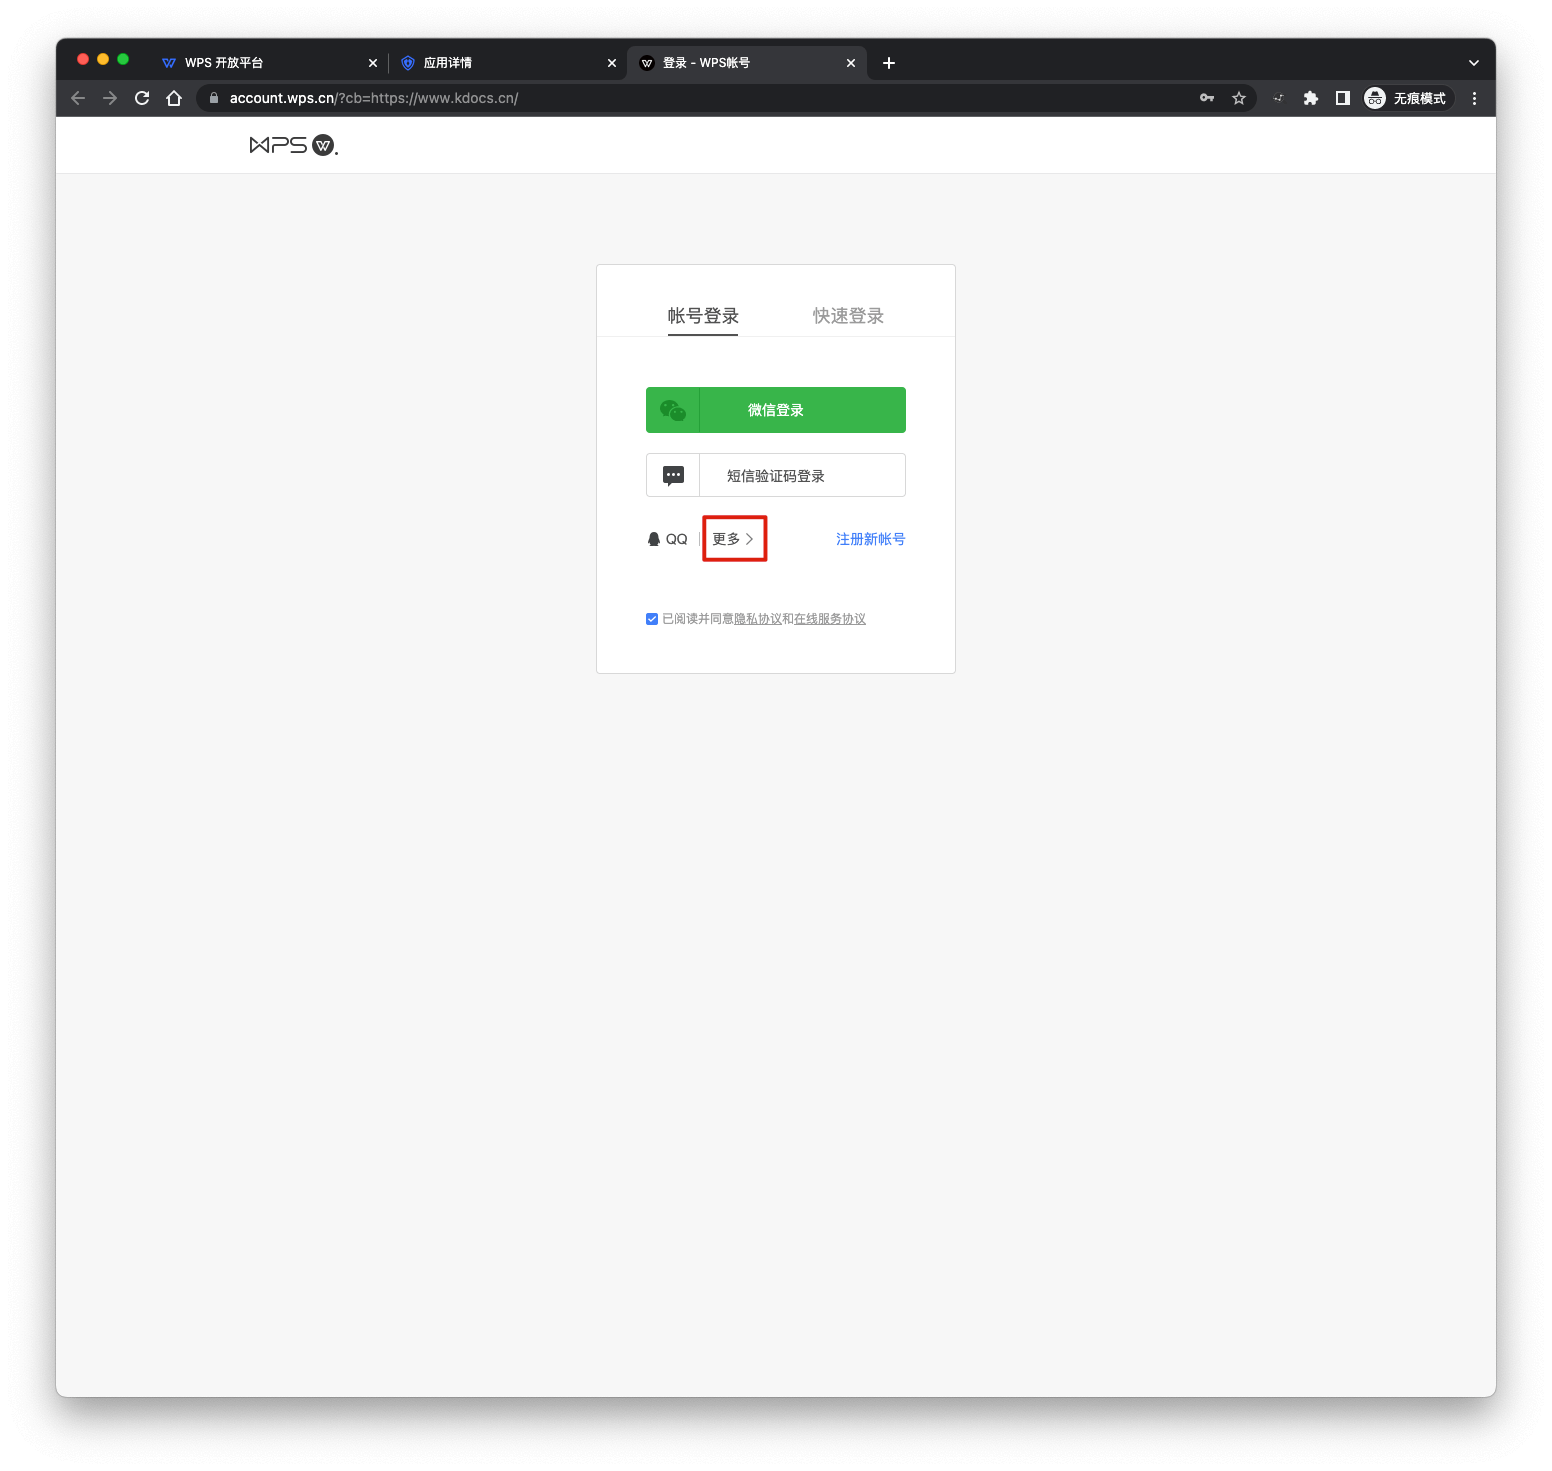 WPS 开放平台
应用详情
登录 - WPS帐号
account.wps.cn/?cb=https://www.kdocs.cn/
无痕模式
WPS
帐号登录
快速登录
微信登录
短信验证码登录
QQ
更多
注册新帐号
已阅读并同意隐私协议和在线服务协议